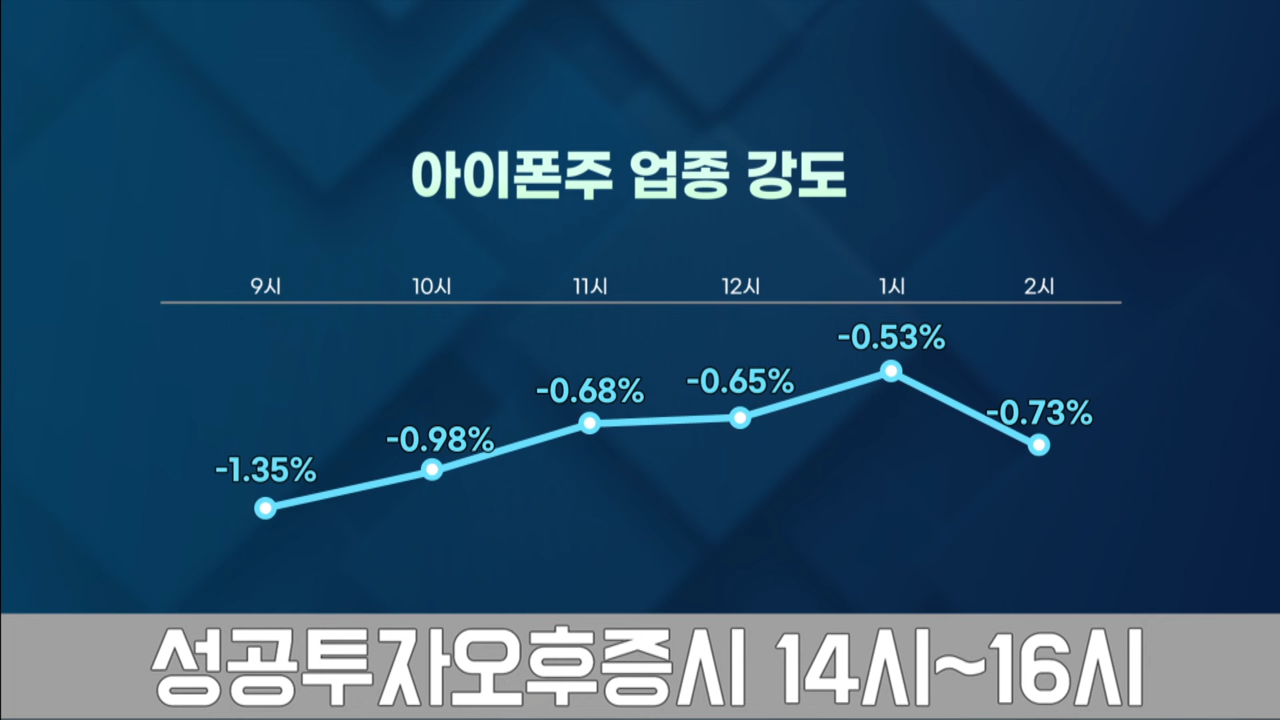 아이폰주 업종 강도
9시 10시 11시 12시 1시 2시
-1.35% -0.98% -0.68% -0.65% -0.53% -0.73%
성공투자오후증시 14시~16시